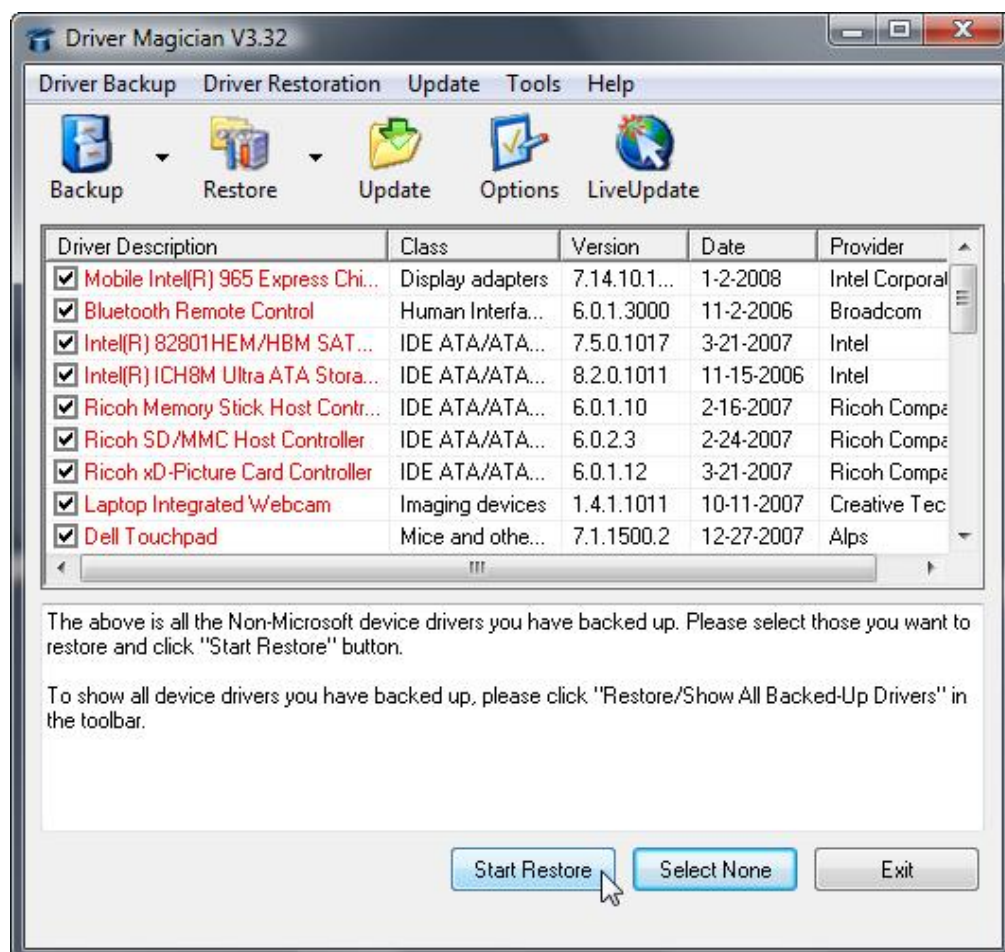 Driver Magician V3.32
Driver Backup Driver Restoration Update Tools Help
Backup Restore Update Options LiveUpdate
Driver Description Class Version Date Provider
Mobile Intel(R) 965 Express Chi... Display adapters 7.14.10.1... 1-2-2008 Intel Corporat
Bluetooth Remote Control Human Interfa... 6.0.1.3000 11-2-2006 Broadcom
Intel(R) 82801HEM/HBM SAT... IDE ATA/ATA... 7.5.0.1017 3-21-2007 Intel
Intel(R) ICH8M Ultra ATA Stora... IDE ATA/ATA... 8.2.0.1011 11-15-2006 Intel
Ricoh Memory Stick Host Contr... IDE ATA/ATA... 6.0.1.10 2-16-2007 Ricoh Compa
Ricoh SD/MMC Host Controller IDE ATA/ATA... 6.0.2.3 2-24-2007 Ricoh Compa
Ricoh xD-Picture Card Controller IDE ATA/ATA... 6.0.1.12 3-21-2007 Ricoh Compa
Laptop Integrated Webcam Imaging devices 1.4.1.1011 10-11-2007 Creative Tec
Dell Touchpad Mice and othe... 7.1.1500.2 12-27-2007 Alps
The above is all the Non-Microsoft device drivers you have backed up. Please select those you want to
restore and click "Start Restore" button.
To show all device drivers you have backed up, please click "Restore/Show All Backed-Up Drivers" in
the toolbar.
Start Restore Select None Exit